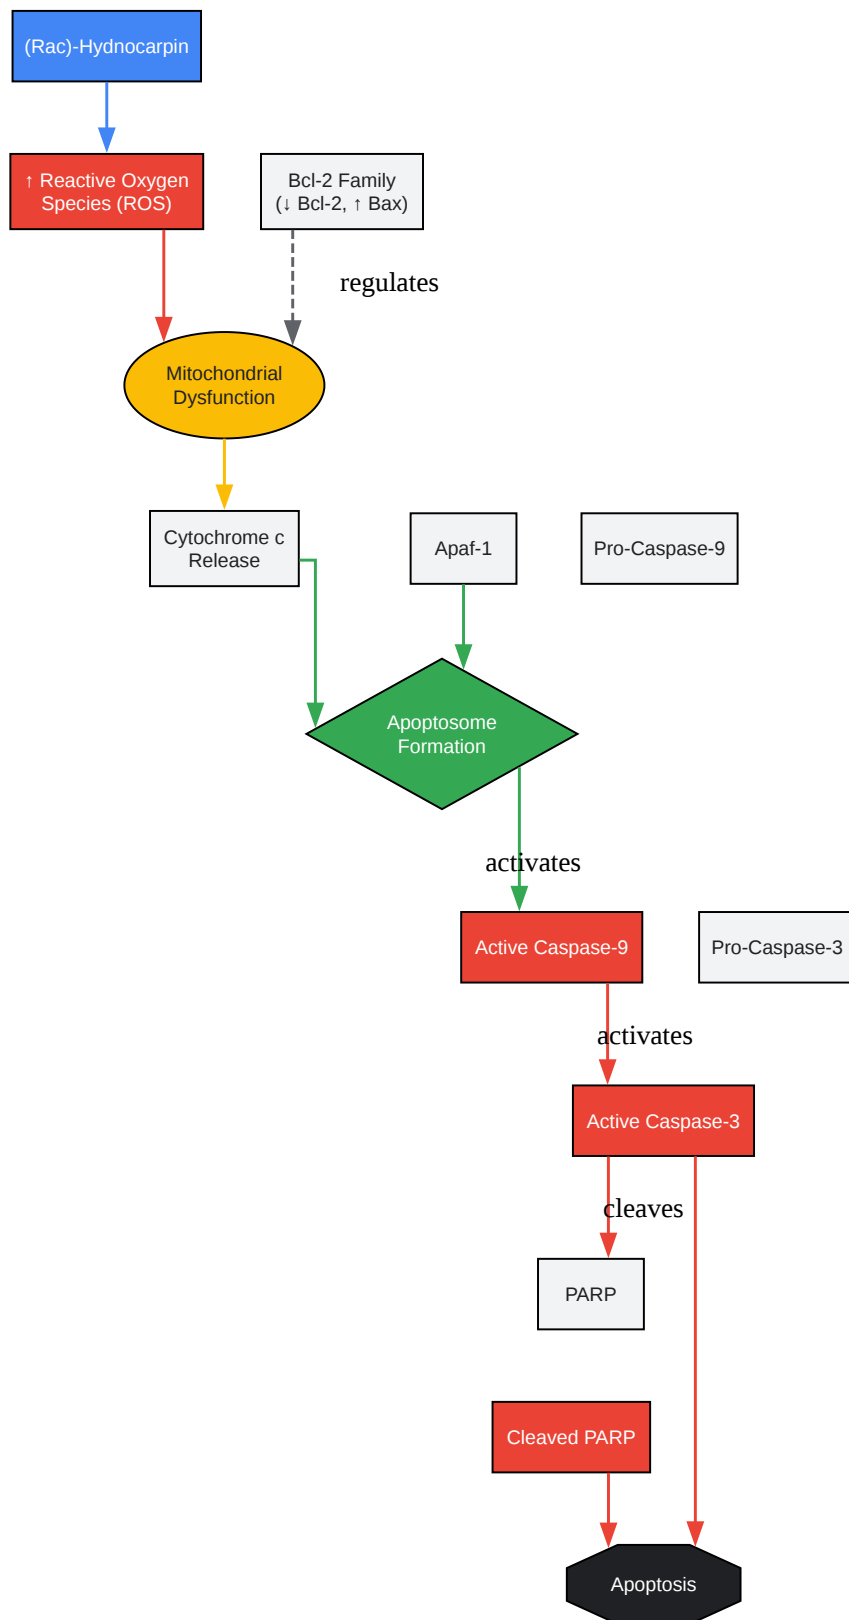 (Rac)-Hydnocarpin
↑ Reactive Oxygen
Species (ROS)
Bcl-2 Family
(↓ Bcl-2, ↑ Bax)
regulates
Mitochondrial
Dysfunction
Cytochrome c
Release
Apaf-1
Pro-Caspase-9
Apoptosome
Formation
activates
Active Caspase-9
Pro-Caspase-3
activates
Active Caspase-3
cleaves
PARP
Cleaved PARP
Apoptosis